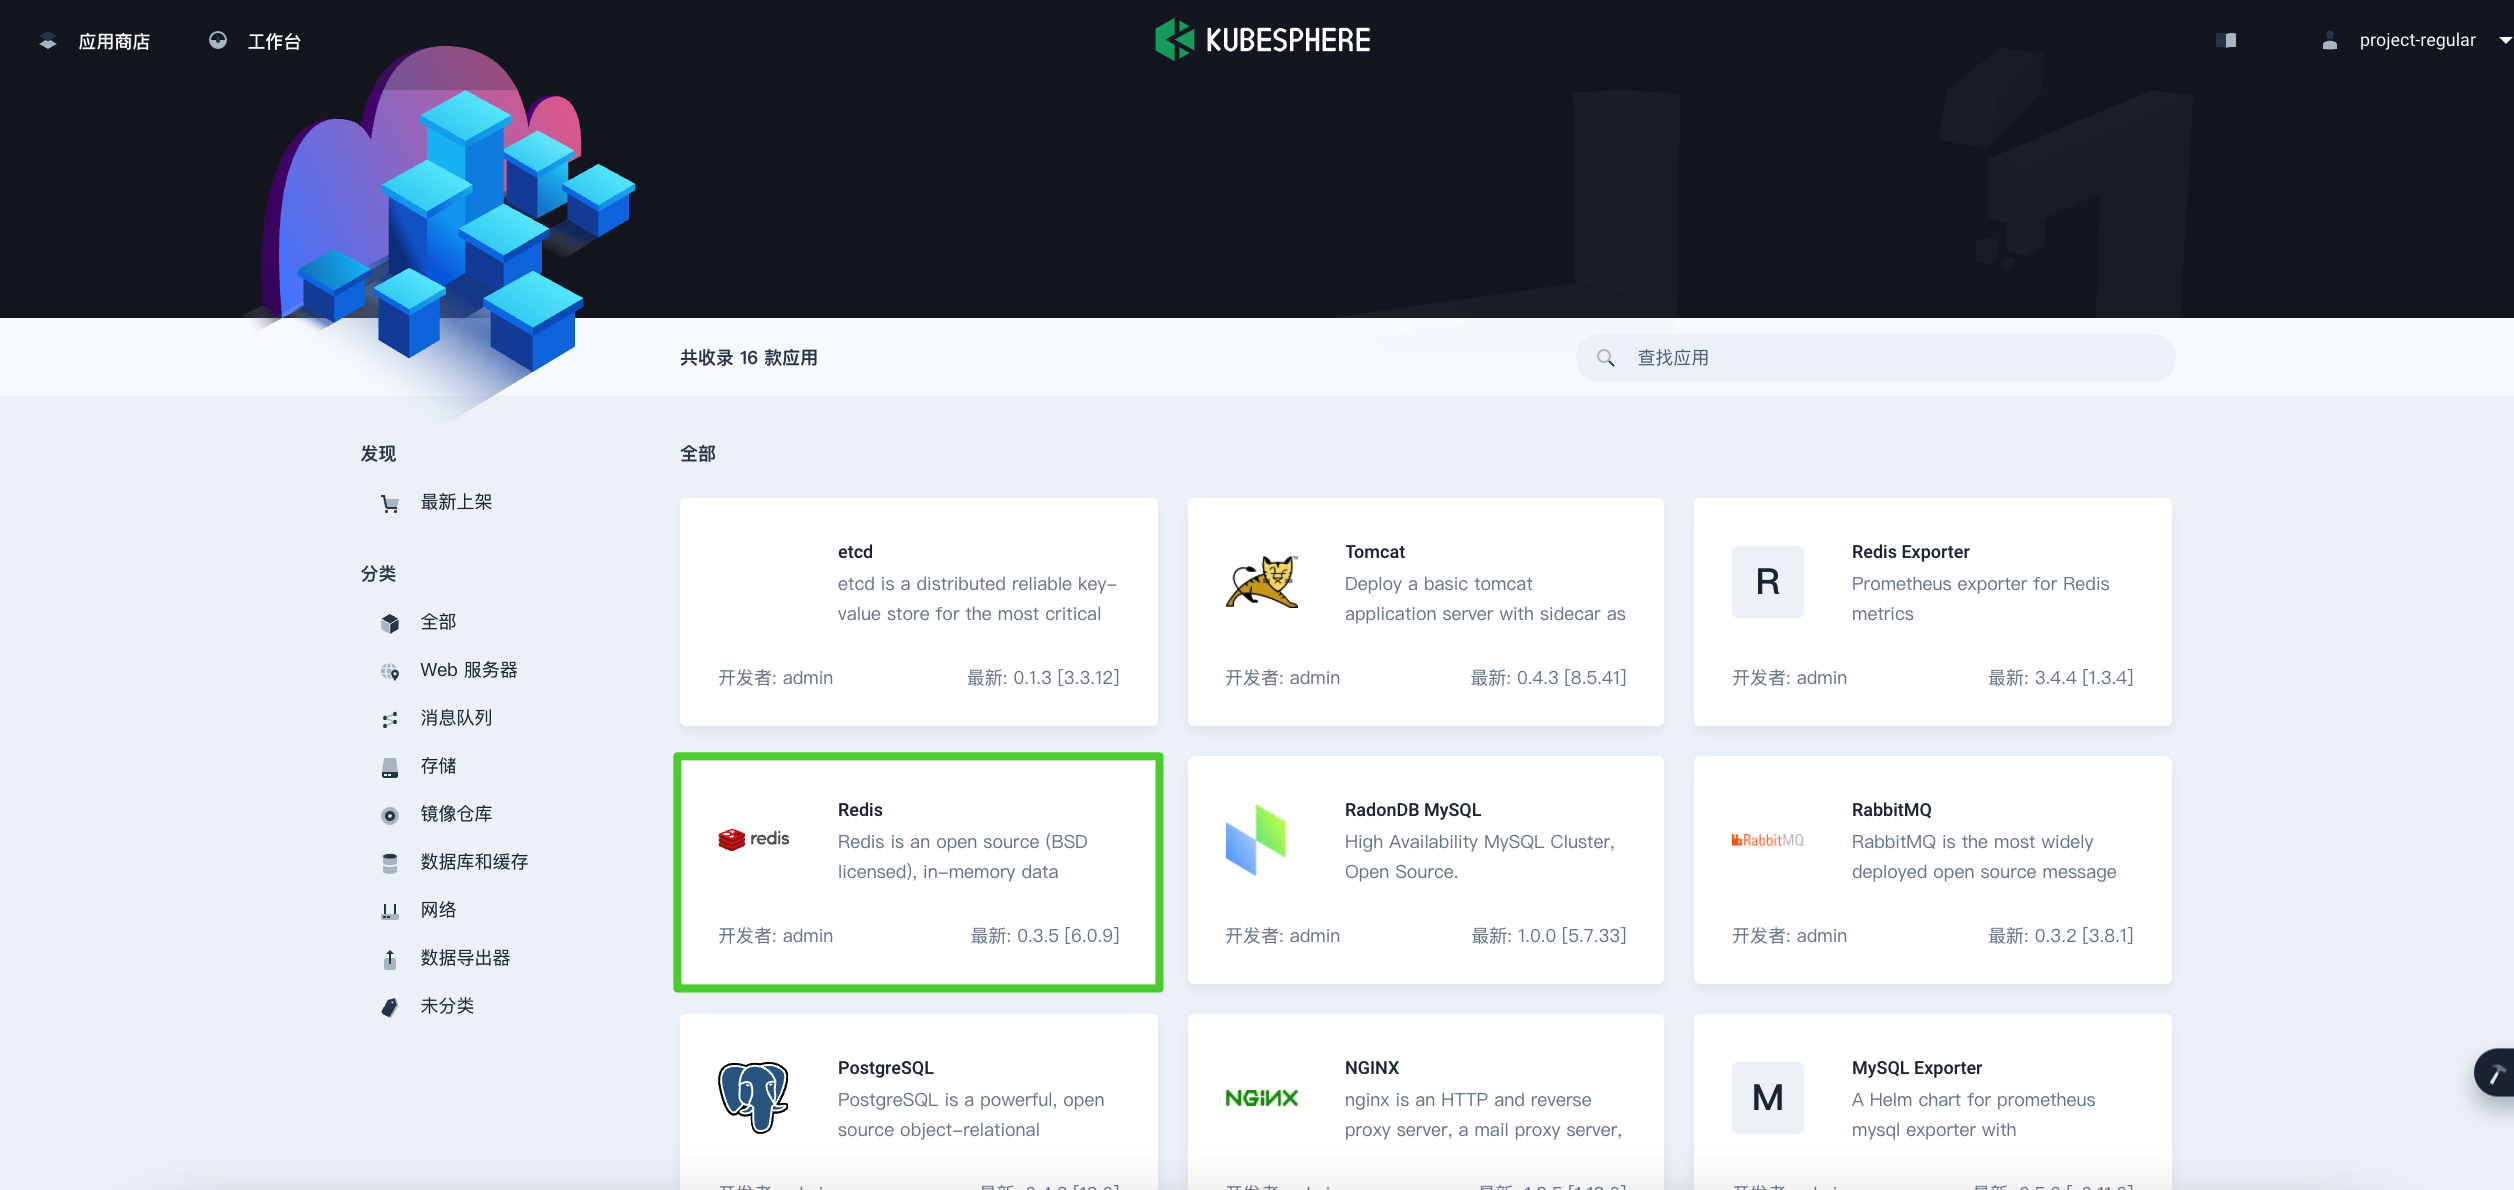 应用商店
工作台
KUBESPHERE
project-regular
共收录 16 款应用
查找应用
发现
最新上架
分类
全部
Web 服务器
消息队列
存储
镜像仓库
数据库和缓存
网络
数据导出器
未分类
全部
etcd
etcd is a distributed reliable key-
value store for the most critical
开发者: admin
最新: 0.1.3 [3.3.12]
Tomcat
Deploy a basic tomcat
application server with sidecar as
开发者: admin
最新: 0.4.3 [8.5.41]
R
Redis Exporter
Prometheus exporter for Redis
metrics
开发者: admin
最新: 3.4.4 [1.3.4]
redis
Redis
Redis is an open source (BSD
licensed), in-memory data
开发者: admin
最新: 0.3.5 [6.0.9]
RadonDB MySQL
High Availability MySQL Cluster,
Open Source.
开发者: admin
最新: 1.0.0 [5.7.33]
RabbitMQ
RabbitMQ
RabbitMQ is the most widely
deployed open source message
开发者: admin
最新: 0.3.2 [3.8.1]
PostgreSQL
PostgreSQL is a powerful, open
source object-relational
NGINX
NGINX
nginx is an HTTP and reverse
proxy server, a mail proxy server,
M
MySQL Exporter
A Helm chart for prometheus
mysql exporter with